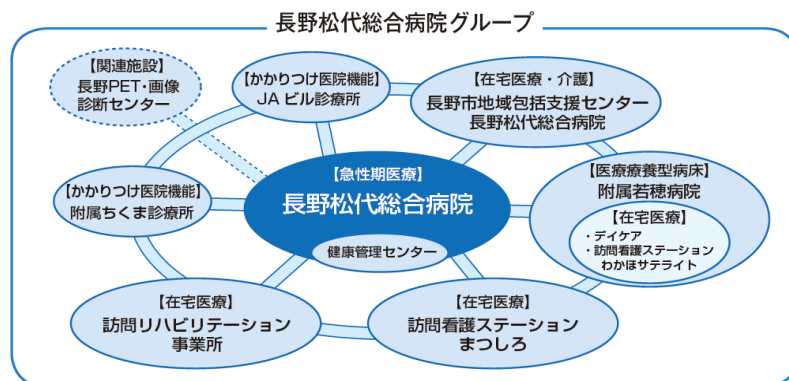 長野松代総合病院グループ
【関連施設】
長野PET・画像
診断センター
【かかりつけ医院機能】
JAビル診療所
【在宅医療・介護】
長野市地域包括支援センター
長野松代総合病院
【かかりつけ医院機能】
附属ちくま診療所
【急性期医療】
長野松代総合病院
健康管理センター
【医療療養型病床】
附属若穂病院
【在宅医療】
・デイケア
・訪問看護ステーション
わかほサテライト
【在宅医療】
訪問リハビリテーション
事業所
【在宅医療】
訪問看護ステーション
まつしろ